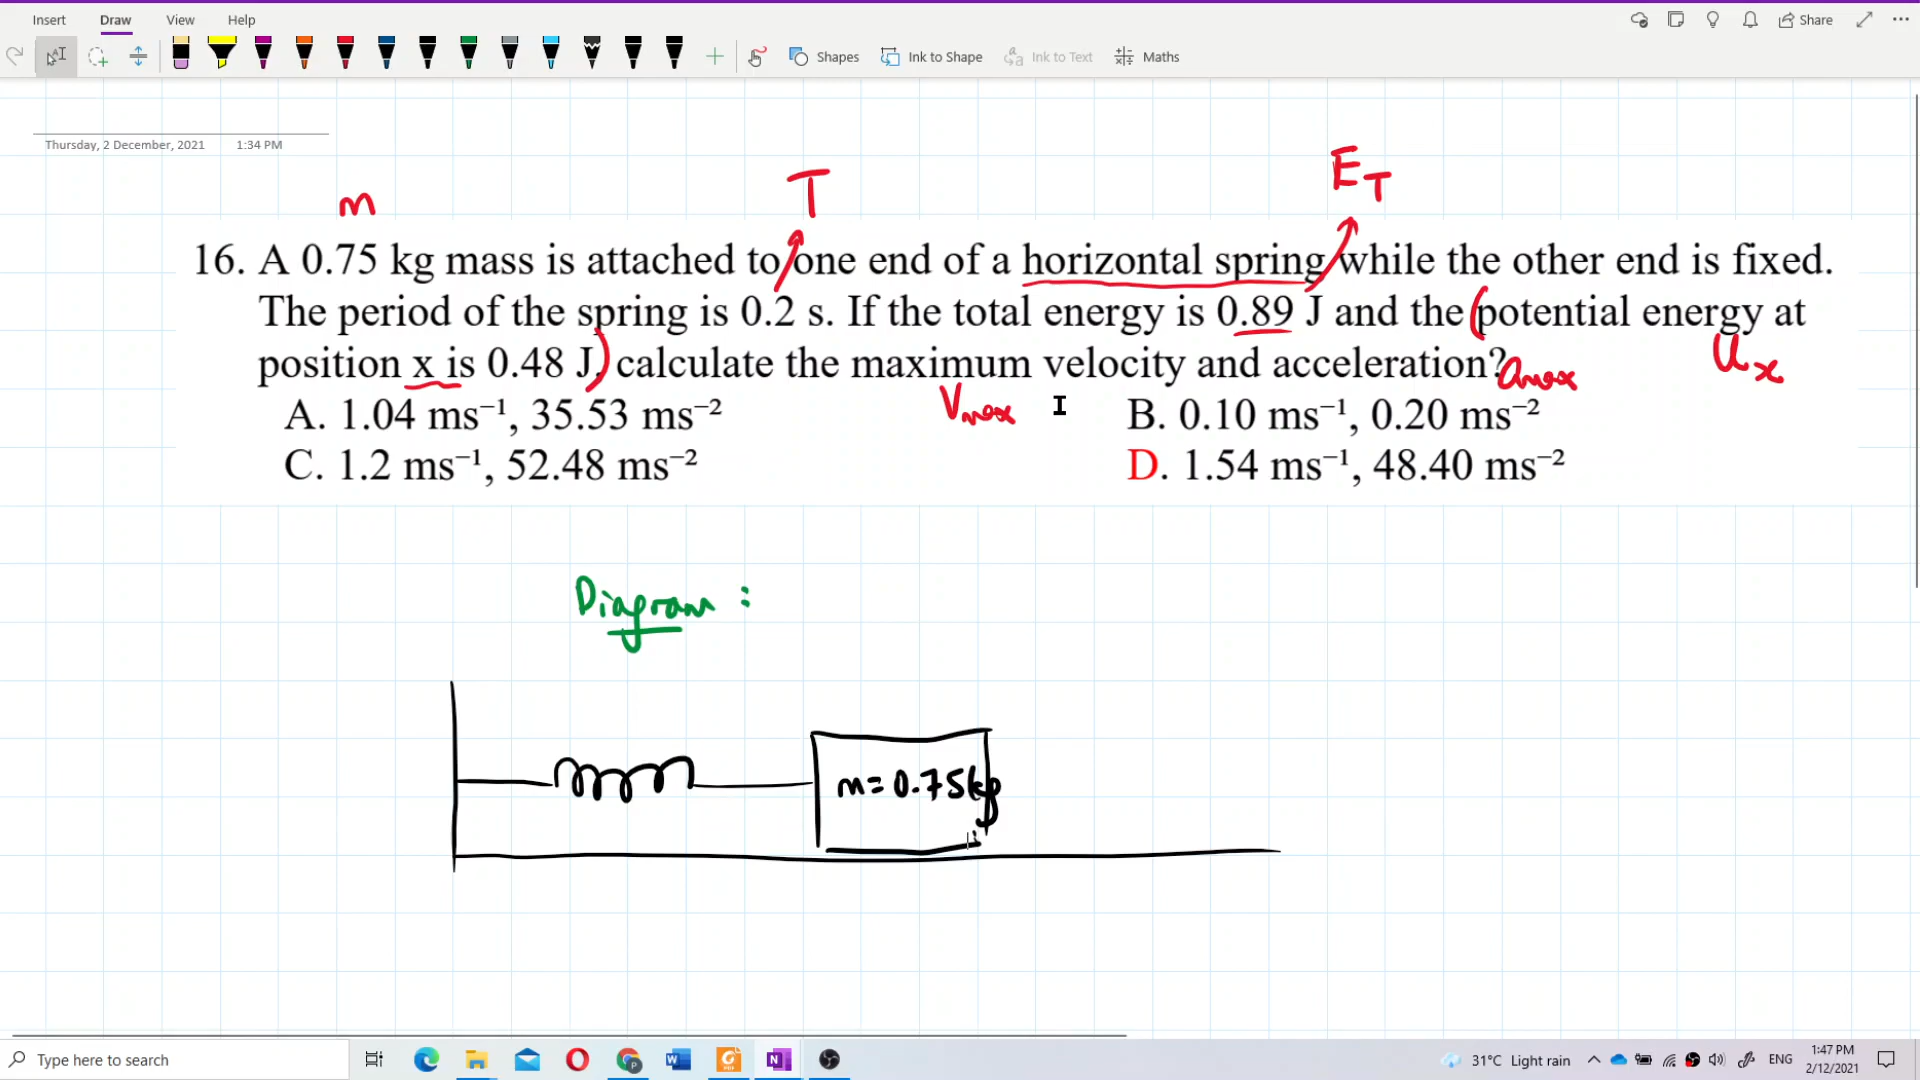 Insert Draw View Help
Share
Shapes Ink to Shape Ink to Text Maths
Thursday, 2 December, 2021 1:34 PM
m T E_T
16. A 0.75 kg mass is attached to one end of a horizontal spring while the other end is fixed.
The period of the spring is 0.2 s. If the total energy is 0.89 J and the (potential energy at
position x is 0.48 J.) calculate the maximum velocity and acceleration?
a_max U_x
V_max
A. 1.04 ms⁻¹, 35.53 ms⁻² B. 0.10 ms⁻¹, 0.20 ms⁻²
C. 1.2 ms⁻¹, 52.48 ms⁻² D. 1.54 ms⁻¹, 48.40 ms⁻²
Diagram :
m = 0.75kg
Type here to search
31°C Light rain ENG 1:47 PM
2/12/2021